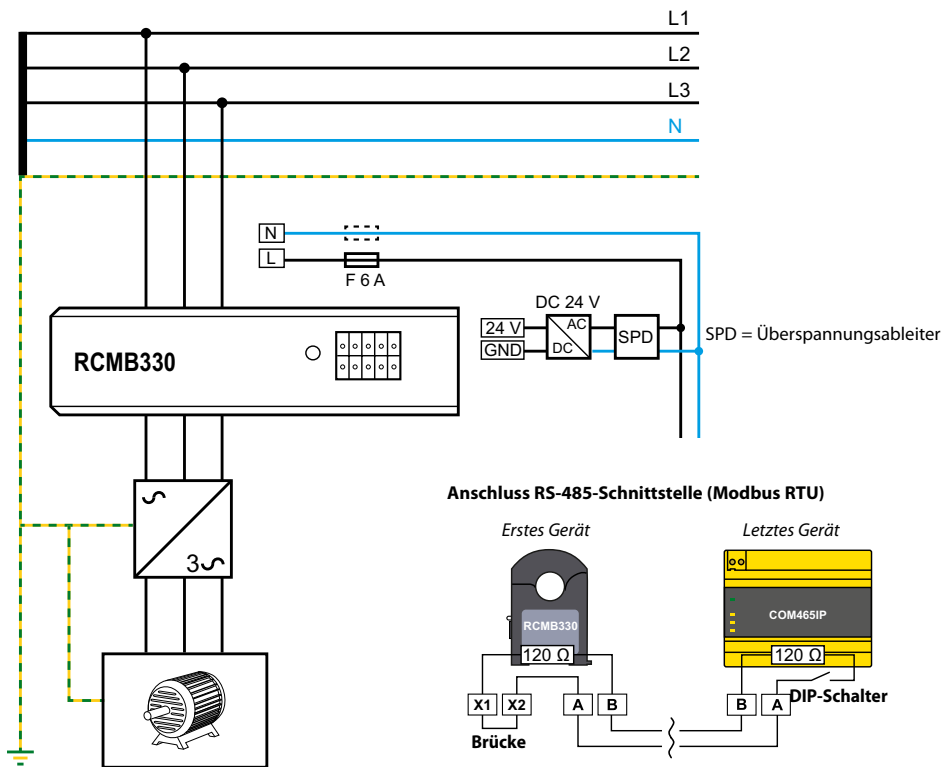 L1
L2
L3
N
N
L
F 6 A
DC 24 V
24 V
GND
AC
DC
SPD
SPD = Überspannungsableiter
RCMB330
3
Anschluss RS-485-Schnittstelle (Modbus RTU)
Erstes Gerät
Letztes Gerät
RCMB330
COM465IP
120 Ω
120 Ω
X1
X2
A
B
B
A
DIP-Schalter
Brücke